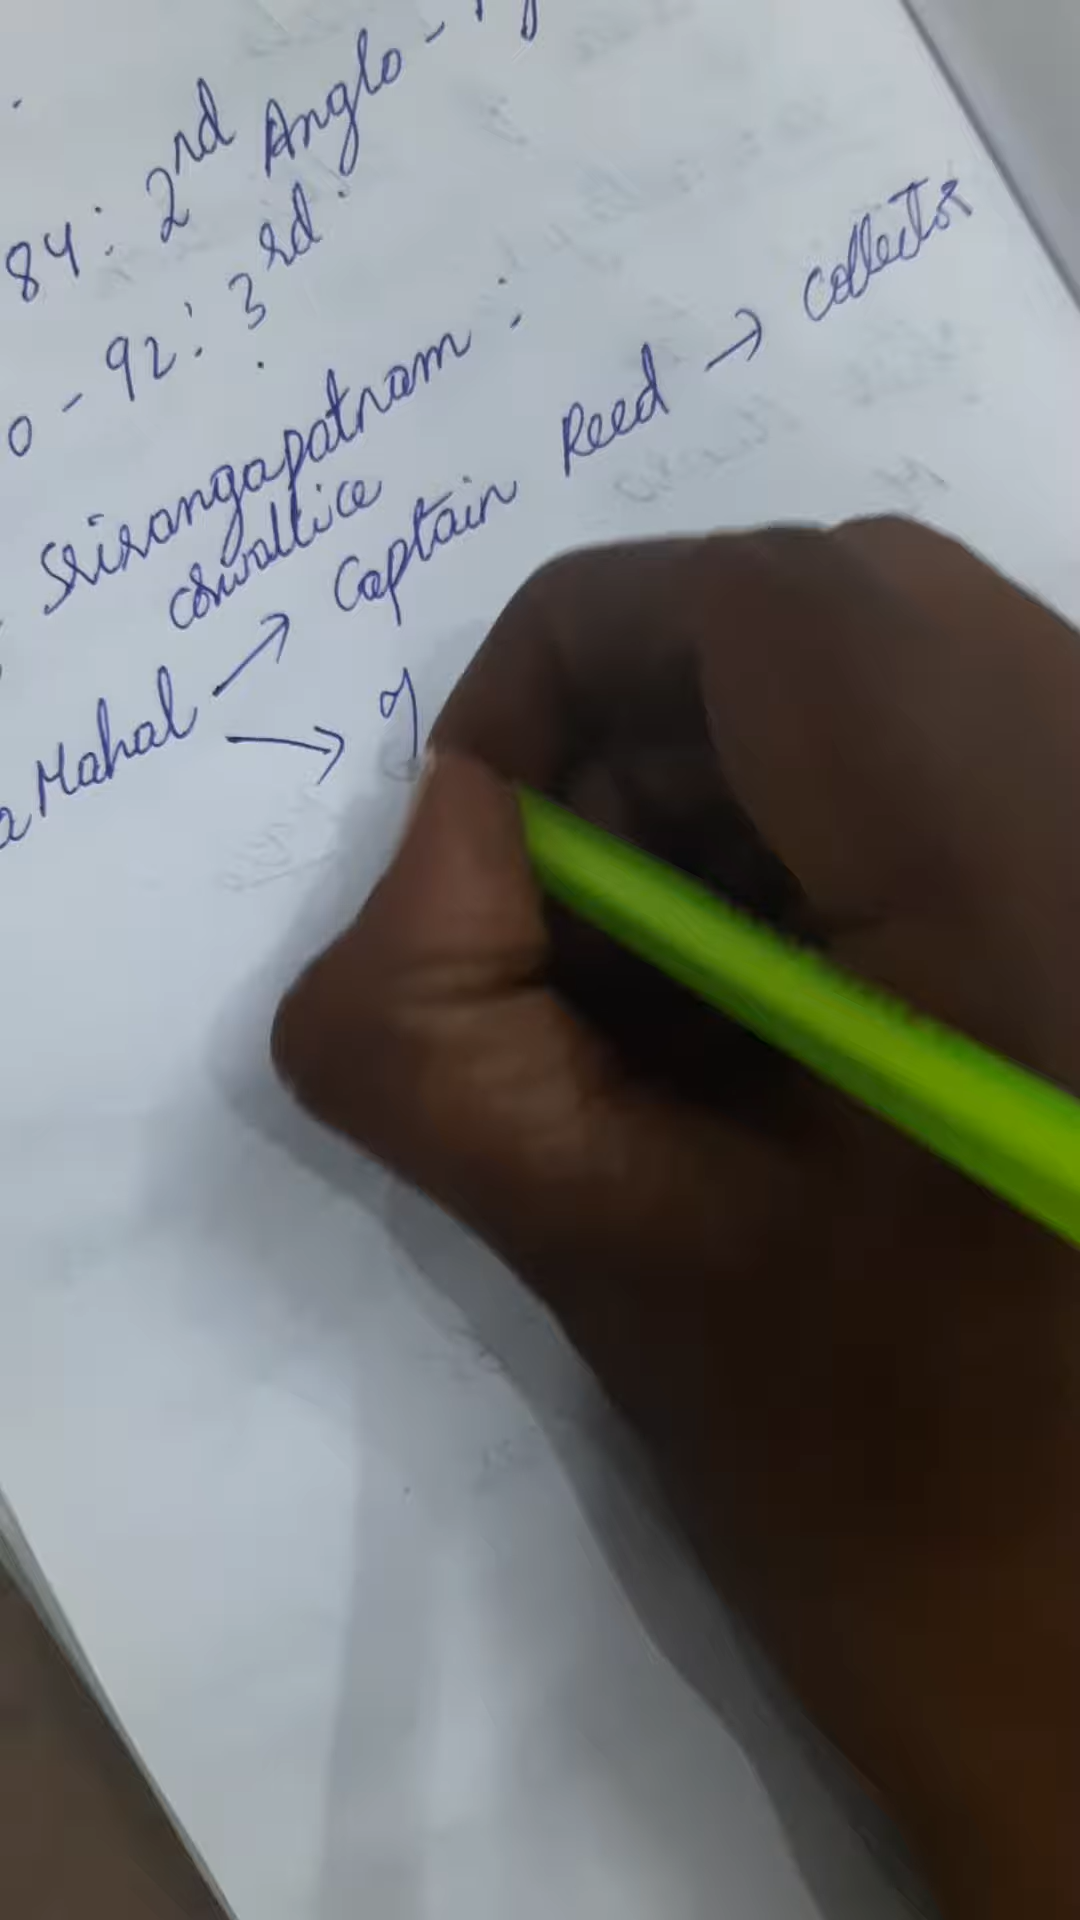 84: 2nd Anglo -
0 - 92: 3rd
Srirangapatnam :
cornwallice
Mahal → Captain Reed → collector
→